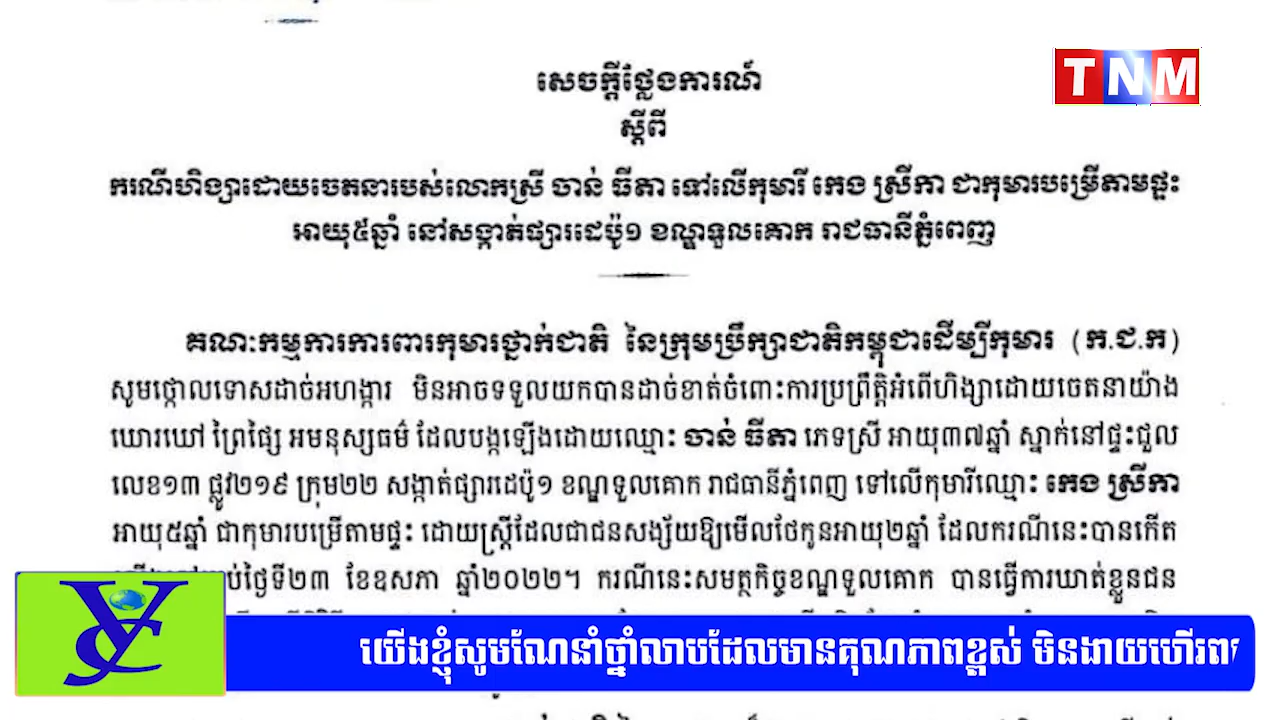 សេចក្តីថ្លែងការណ៍
TNM
ស្តីពី
ករណីហិង្សាដោយចេតនារបស់លោកស្រី ចាន់ ធីតា ទៅលើកុមារី កេង ស្រីកា ជាកុមារបម្រើតាមផ្ទះ
អាយុ៥ឆ្នាំ នៅសង្កាត់ផ្សារដេប៉ូ១ ខណ្ឌទួលគោក រាជធានីភ្នំពេញ
គណៈកម្មការការពារកុមារថ្នាក់ជាតិ នៃក្រុមប្រឹក្សាជាតិកម្ពុជាដើម្បីកុមារ (ក.ជ.ក)
សូមថ្កោលទោសដាច់អហង្ការ មិនអាចទទួលយកបានដាច់ខាត់ចំពោះការប្រព្រឹត្តិអំពើហិង្សាដោយចេតនាយ៉ាង
ឃោរឃៅ ព្រៃផ្សៃ អមនុស្សធម៌ ដែលបង្កឡើងដោយឈ្មោះ ចាន់ ធីតា ភេទស្រី អាយុ៣៧ឆ្នាំ ស្នាក់នៅផ្ទះជួល
លេខ១៣ ផ្លូវ២១៩ ក្រុម២២ សង្កាត់ផ្សារដេប៉ូ១ ខណ្ឌទួលគោក រាជធានីភ្នំពេញ ទៅលើកុមារីឈ្មោះ កេង ស្រីកា
អាយុ៥ឆ្នាំ ជាកុមារបម្រើតាមផ្ទះ ដោយស្ត្រីដែលជាជនសង្ស័យឱ្យមើលថែកូនអាយុ២ឆ្នាំ ដែលករណីនេះបានកើត
ថ្ងៃទី២៣ ខែឧសភា ឆ្នាំ២០២២។ ករណីនេះសមត្ថកិច្ចខណ្ឌទួលគោក បានធ្វើការឃាត់ខ្លួនជន
YC
យើងខ្ញុំសូមណែនាំថ្នាំលាបដែលមានគុណភាពខ្ពស់ មិនងាយហើរ